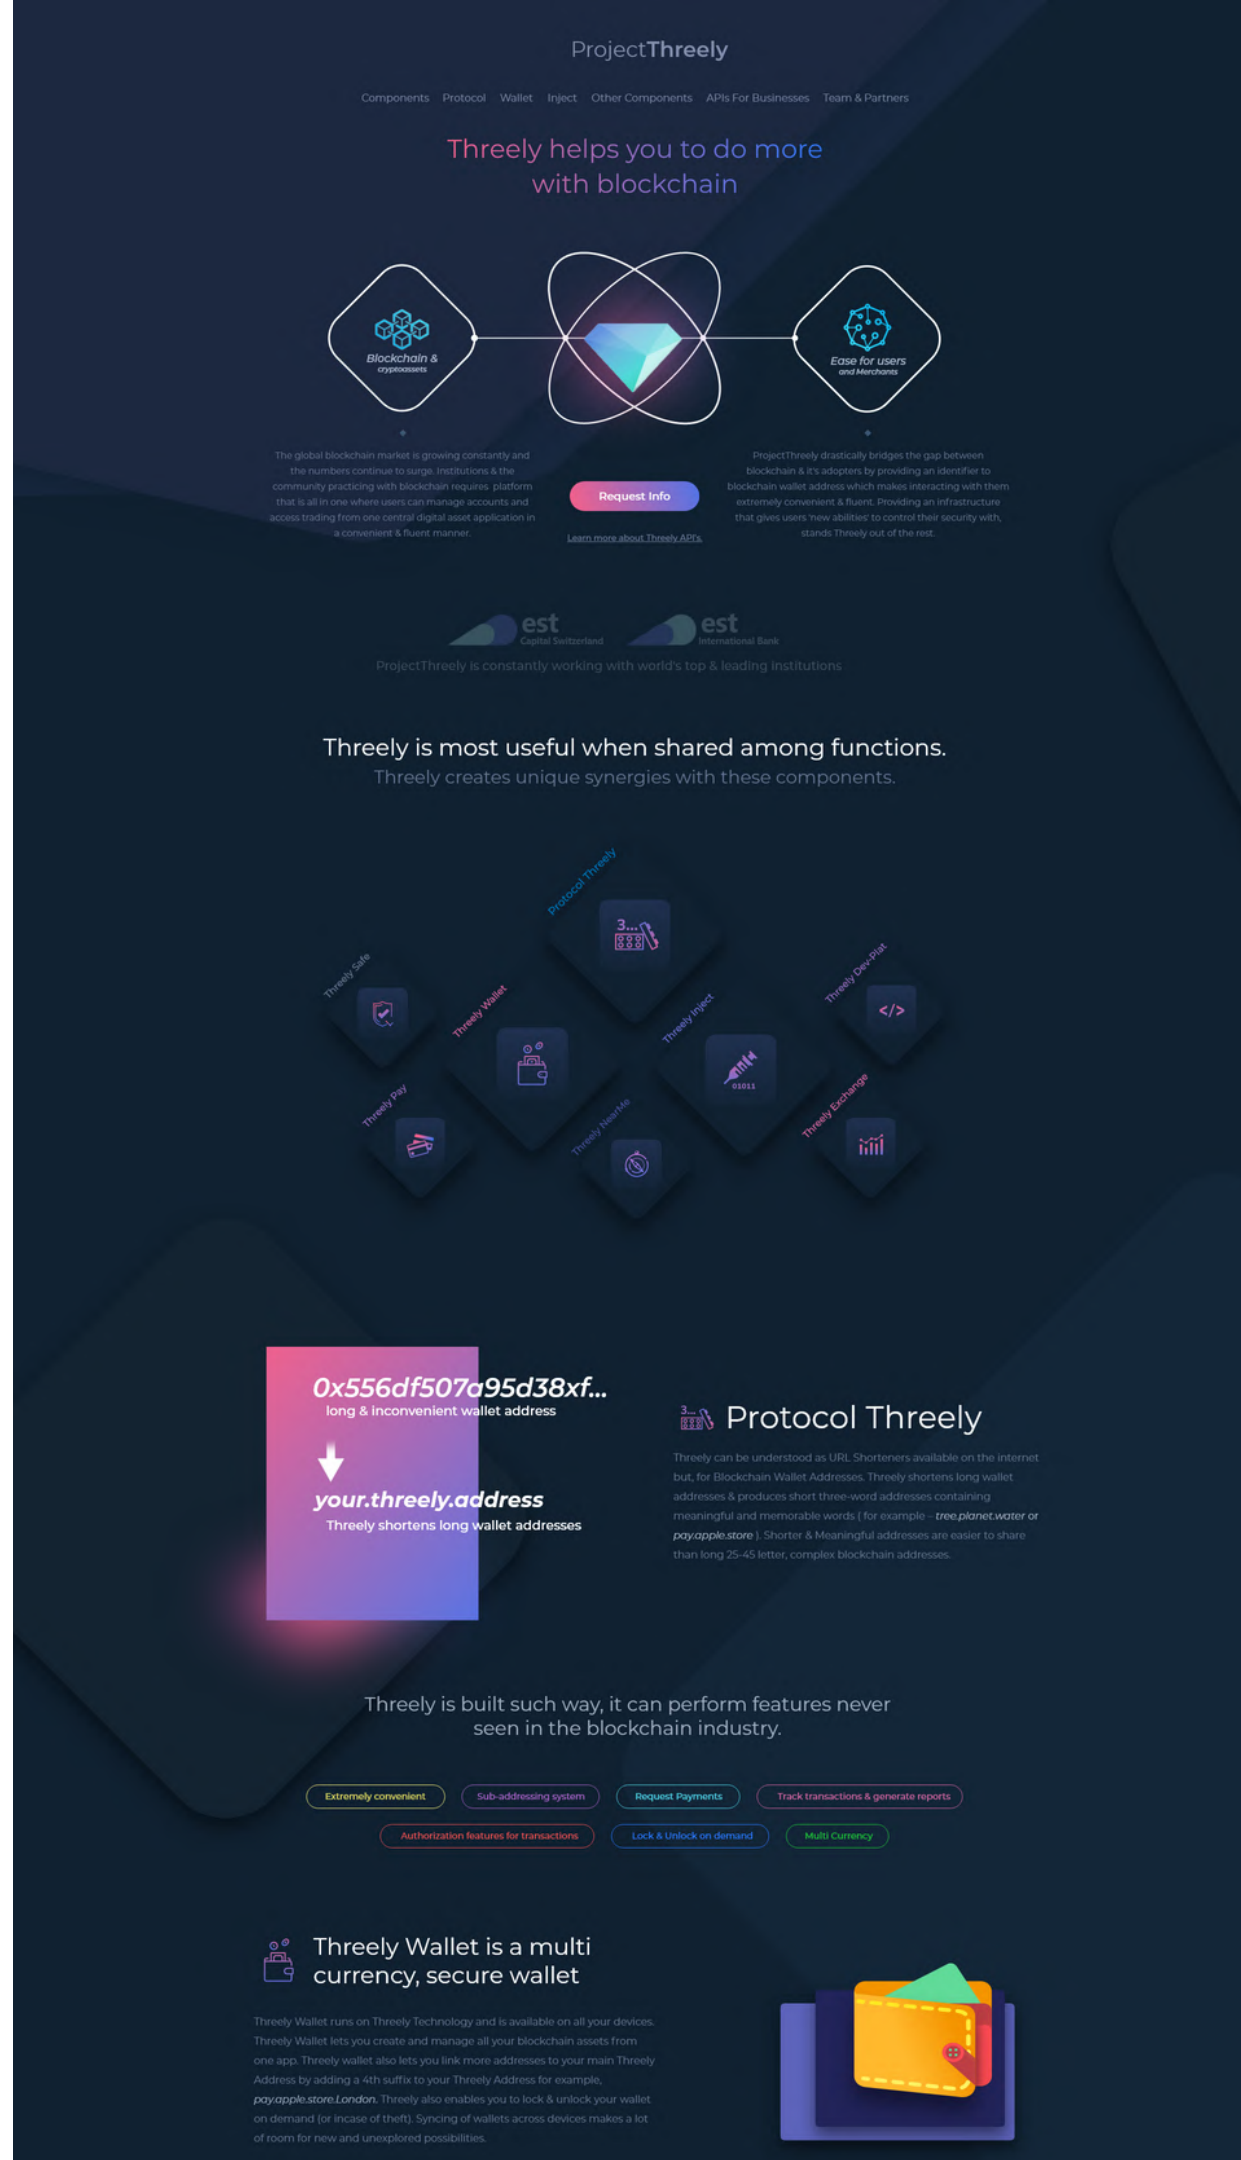 ProjectThreely
Components Protocol Wallet Inject Other Components APIs For Businesses Team & Partners
Threely helps you to do more
with blockchain
Blockchain &
cryptoassets
Ease for users
and Merchants
The global blockchain market is growing constantly and
the numbers continue to surge. Institutions & the
community practicing with blockchain requires platform
that is all in one where users can manage accounts and
access trading from one central digital asset application in
a convenient & fluent manner.
Request Info
Learn more about Threely API's.
ProjectThreely drastically bridges the gap between
blockchain & it's adopters by providing an identifier to
blockchain wallet address which makes interacting with them
extremely convenient & fluent. Providing an infrastructure
that gives users 'new abilities' to control their security with,
stands Threely out of the rest.
est
Capital Switzerland
est
International Bank
ProjectThreely is constantly working with world's top & leading institutions
Threely is most useful when shared among functions.
Threely creates unique synergies with these components.
Protocol Threely
3...
Threely Safe
Threely Wallet
Threely Inject
01011
Threely Dev-Plat
</>
Threely Pay
Threely NearMe
Threely Exchange
0x556df507a95d38xf...
long & inconvenient wallet address
your.threely.address
Threely shortens long wallet addresses
3...
Protocol Threely
Threely can be understood as URL Shorteners available on the internet
but, for Blockchain Wallet Addresses. Threely shortens long wallet
addresses & produces short three-word addresses containing
meaningful and memorable words ( for example – tree.planet.water or
pay.apple.store ). Shorter & Meaningful addresses are easier to share
than long 25-45 letter, complex blockchain addresses.
Threely is built such way, it can perform features never
seen in the blockchain industry.
Extremely convenient
Sub-addressing system
Request Payments
Track transactions & generate reports
Authorization features for transactions
Lock & Unlock on demand
Multi Currency
Threely Wallet is a multi
currency, secure wallet
Threely Wallet runs on Threely Technology and is available on all your devices.
Threely Wallet lets you create and manage all your blockchain assets from
one app. Threely wallet also lets you link more addresses to your main Threely
Address by adding a 4th suffix to your Threely Address for example,
pay.apple.store.London. Threely also enables you to lock & unlock your wallet
on demand (or incase of theft). Syncing of wallets across devices makes a lot
of room for new and unexplored possibilities.